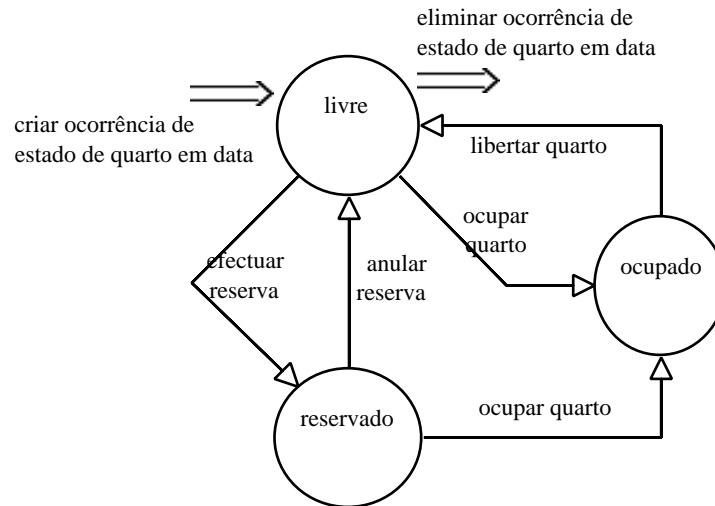 eliminar ocorrência de
estado de quarto em data
livre
criar ocorrência de
estado de quarto em data
libertar quarto
ocupar
quarto
efectuar
reserva
anular
reserva
ocupado
reservado
ocupar quarto